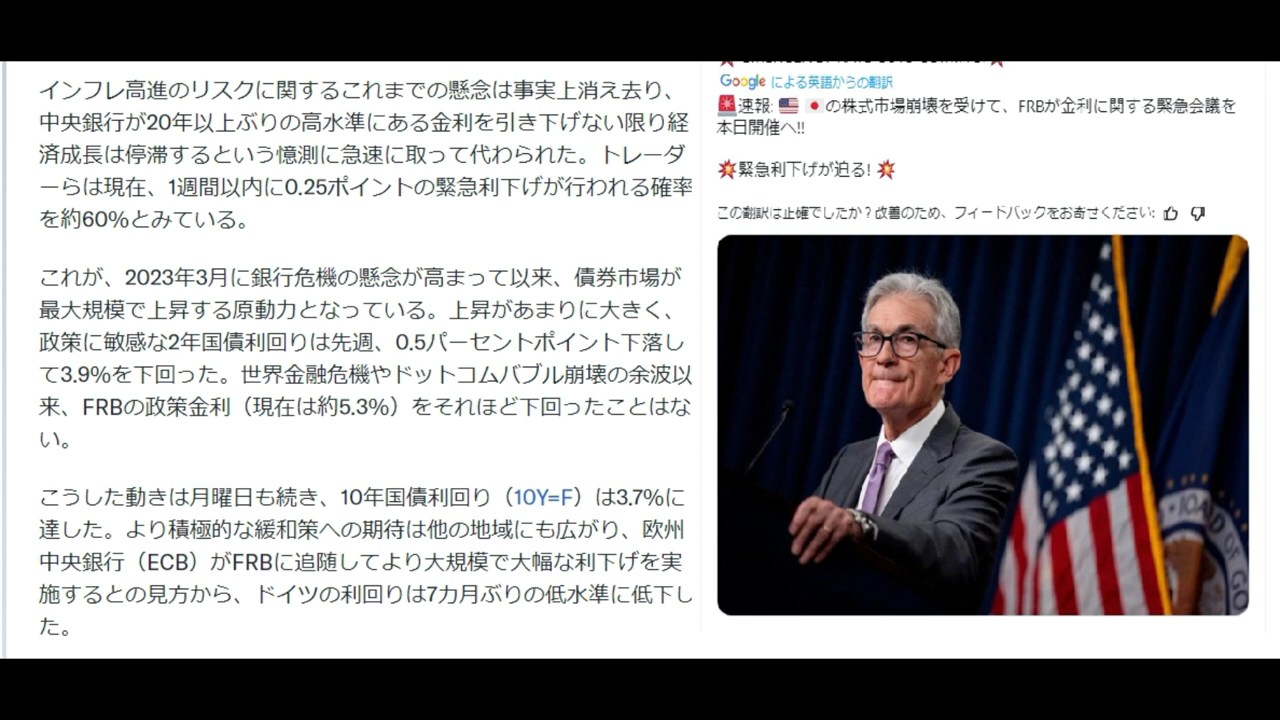 インフレ高進のリスクに関するこれまでの懸念は事実上消え去り、
中央銀行が20年以上ぶりの高水準にある金利を引き下げない限り経
済成長は停滞するという憶測に急速に取って代わられた。トレーダ
ーらは現在、1週間以内に0.25ポイントの緊急利下げが行われる確率
を約60%とみている。
これが、2023年3月に銀行危機の懸念が高まって以来、債券市場が
最大規模で上昇する原動力となっている。上昇があまりに大きく、
政策に敏感な2年国債利回りは先週、0.5パーセントポイント下落し
て3.9%を下回った。世界金融危機やドットコムバブル崩壊の余波以
来、FRBの政策金利（現在は約5.3%）をそれほど下回ったことはな
い。
こうした動きは月曜日も続き、10年国債利回り（10Y=F）は3.7%に
達した。より積極的な緩和策への期待は他の地域にも広がり、欧州
中央銀行（ECB）がFRBに追随してより大規模で大幅な利下げを実
施するとの見方から、ドイツの利回りは7カ月ぶりの低水準に低下し
た。
Google による英語からの翻訳
🚨速報: 🇺🇸 🇯🇵の株式市場崩壊を受けて、FRBが金利に関する緊急会議を
本日開催へ!!
💥緊急利下げが迫る! 💥
この翻訳は正確でしたか？改善のため、フィードバックをお寄せください: